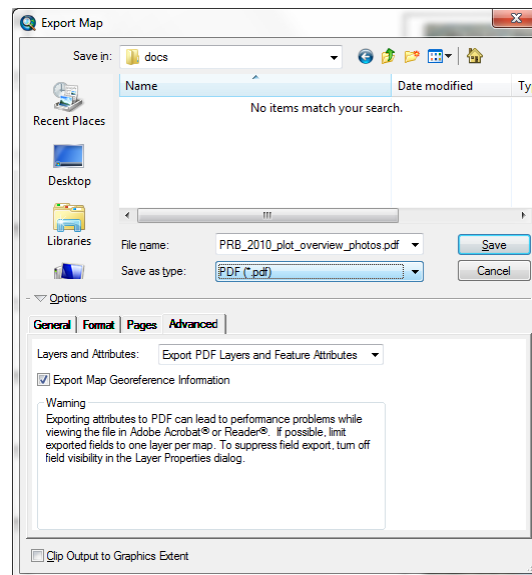 Export Map
Save in:
docs
Name
Date modified
Ty
No items match your search.
Recent Places
Desktop
Libraries
File name:
PRB_2010_plot_overview_photos.pdf
Save
Save as type:
PDF (*.pdf)
Cancel
Options
General
Format
Pages
Advanced
Layers and Attributes:
Export PDF Layers and Feature Attributes
Export Map Georeference Information
Warning
Exporting attributes to PDF can lead to performance problems while
viewing the file in Adobe Acrobat® or Reader®. If possible, limit
exported fields to one layer per map. To suppress field export, turn off
field visibility in the Layer Properties dialog.
Clip Output to Graphics Extent